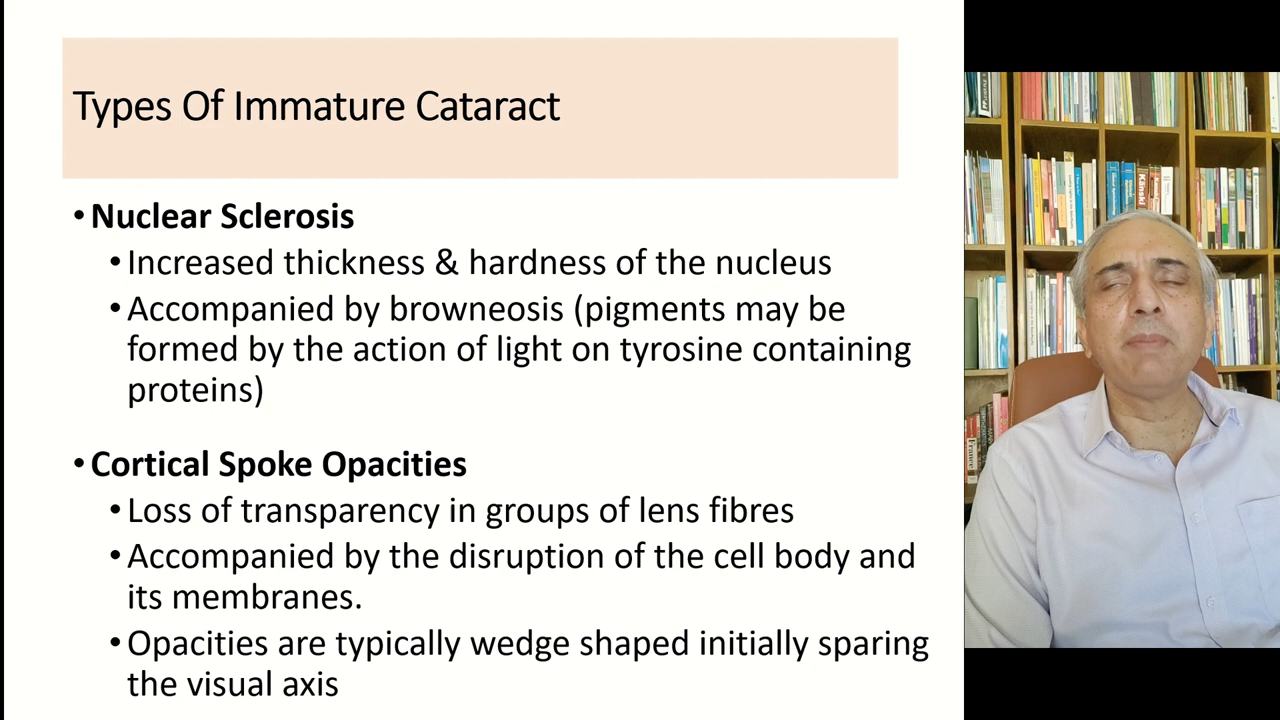 Types Of Immature Cataract
• Nuclear Sclerosis
• Increased thickness & hardness of the nucleus
• Accompanied by browneosis (pigments may be
formed by the action of light on tyrosine containing
proteins)
• Cortical Spoke Opacities
• Loss of transparency in groups of lens fibres
• Accompanied by the disruption of the cell body and
its membranes.
• Opacities are typically wedge shaped initially sparing
the visual axis
Kanski